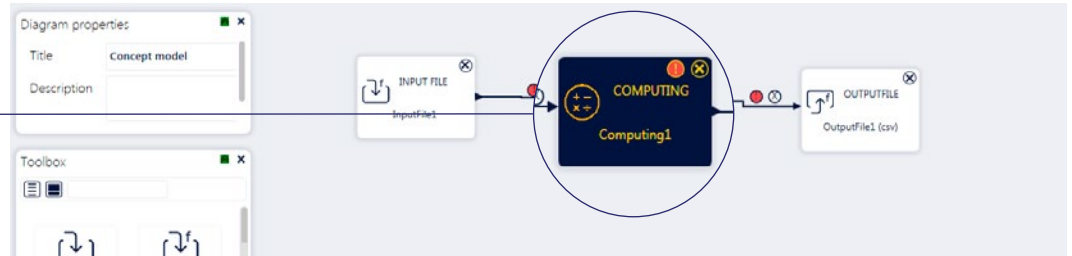 Diagram properties
Title
Concept model
Description
Toolbox
INPUT FILE
InputFile1
COMPUTING
Computing1
OUTPUTFILE
OutputFile1 (csv)